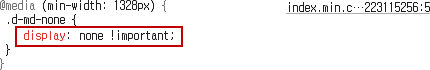 @media (min-width: 1328px) {
index.min.c…223115256:5
.d-md-none {
display: none !important;
}
}